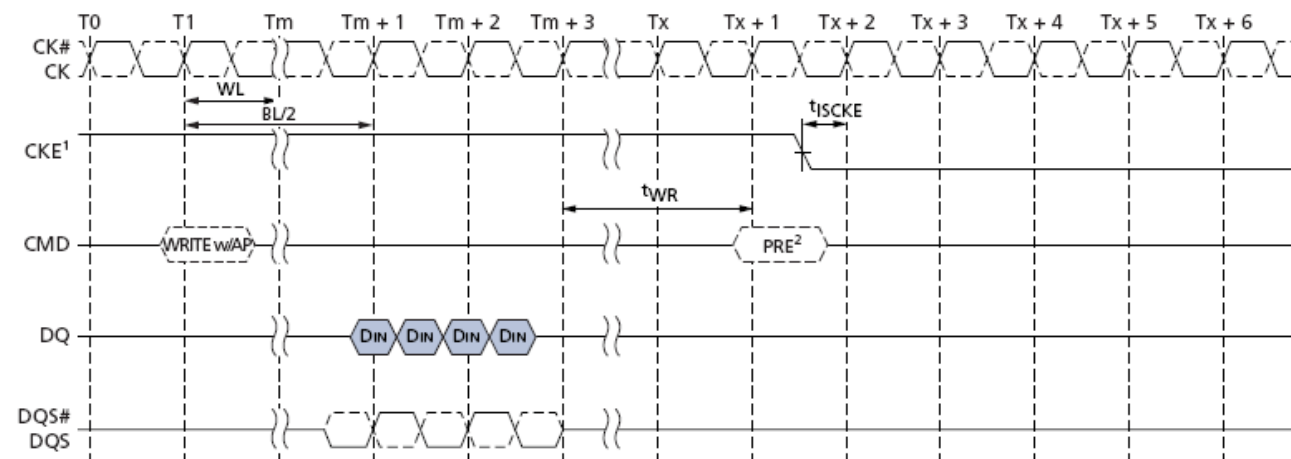 T0 T1 Tm Tm + 1 Tm + 2 Tm + 3 Tx Tx + 1 Tx + 2 Tx + 3 Tx + 4 Tx + 5 Tx + 6
CK#
CK
WL
BL/2
tISCKE
CKE1
tWR
CMD WRITE w/AP PRE2
DQ DIN DIN DIN DIN
DQS#
DQS